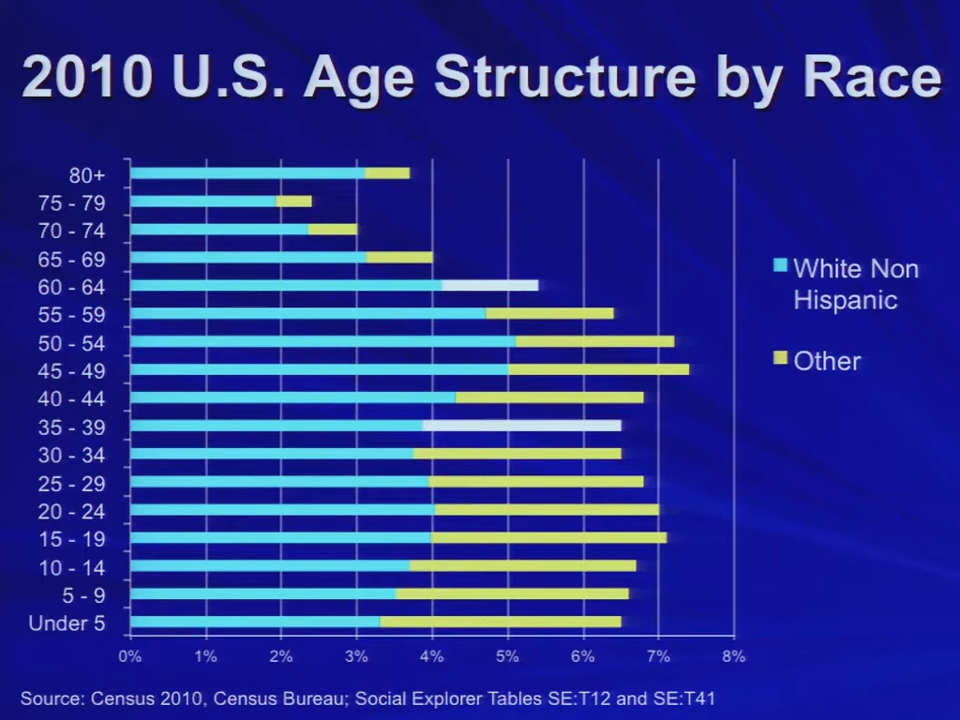 2010 U.S. Age Structure by Race
80+
75 - 79
70 - 74
65 - 69
60 - 64
55 - 59
50 - 54
45 - 49
40 - 44
35 - 39
30 - 34
25 - 29
20 - 24
15 - 19
10 - 14
5 - 9
Under 5
0% 1% 2% 3% 4% 5% 6% 7% 8%
White Non
Hispanic
Other
Source: Census 2010, Census Bureau; Social Explorer Tables SE:T12 and SE:T41